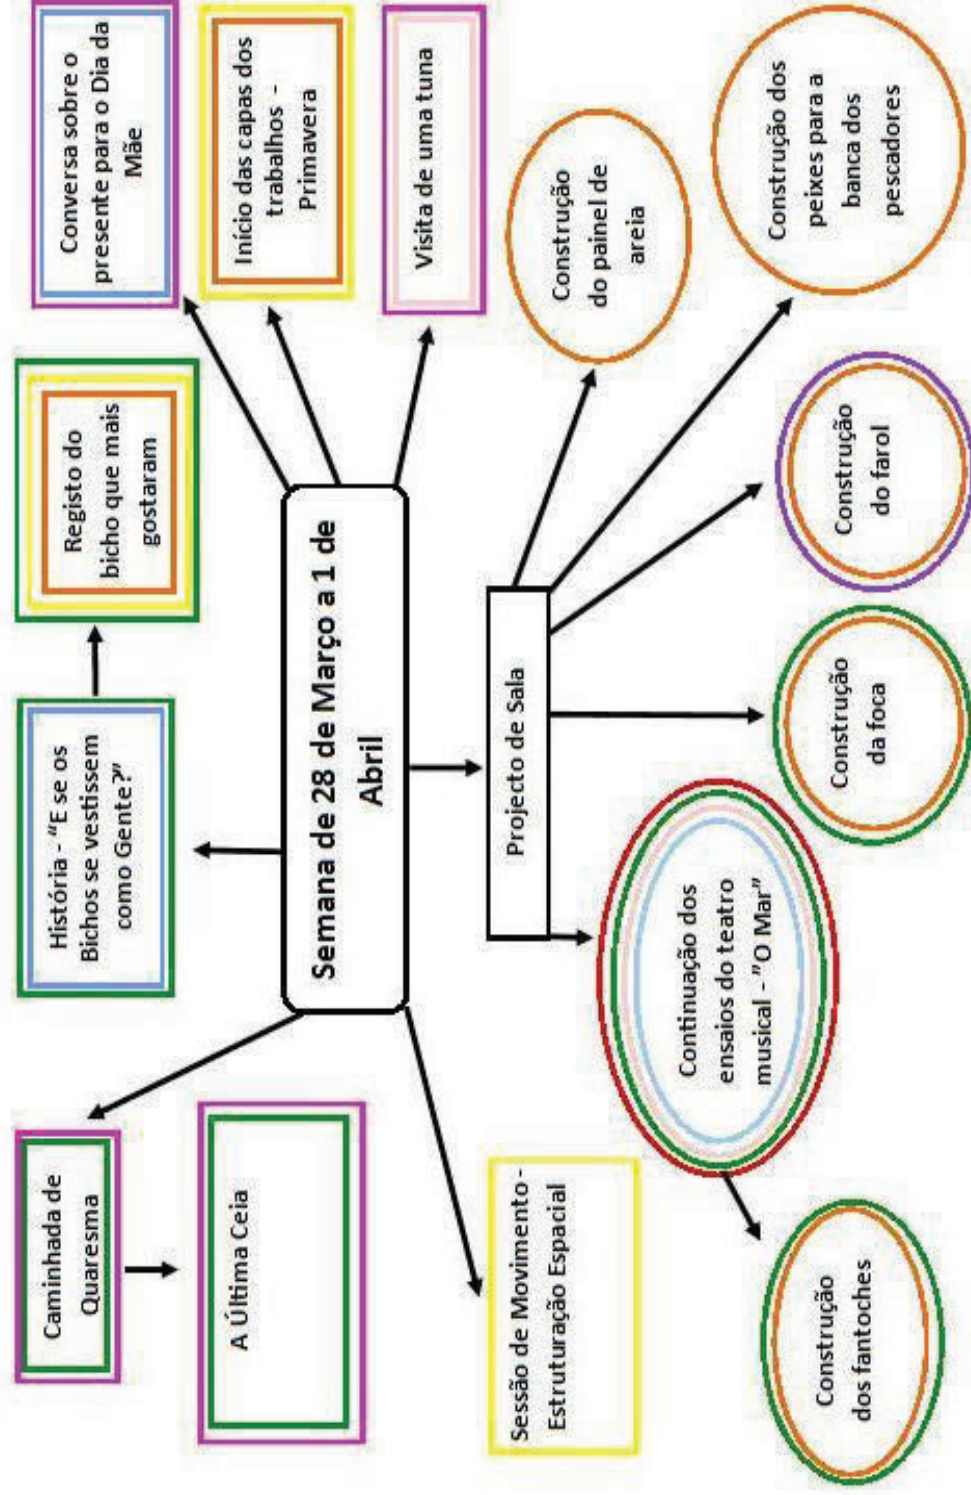 Caminhada de
Quaresma
História - "E se os
Bichos se vestissem
como Gente?"
Registo do
bicho que mais
gostaram
Conversa sobre o
presente para o Dia da
Mãe
A Última Ceia
Início das capas dos
trabalhos -
Primavera
Semana de 28 de Março a 1 de
Abril
Visita de uma tuna
Sessão de Movimento -
Estruturação Espacial
Projecto de Sala
Construção
do painel de
areia
Continuação dos
ensaios do teatro
musical - "O Mar"
Construção
dos fantoches
Construção
da foca
Construção
do farol
Construção dos
peixes para a
banca dos
pescadores